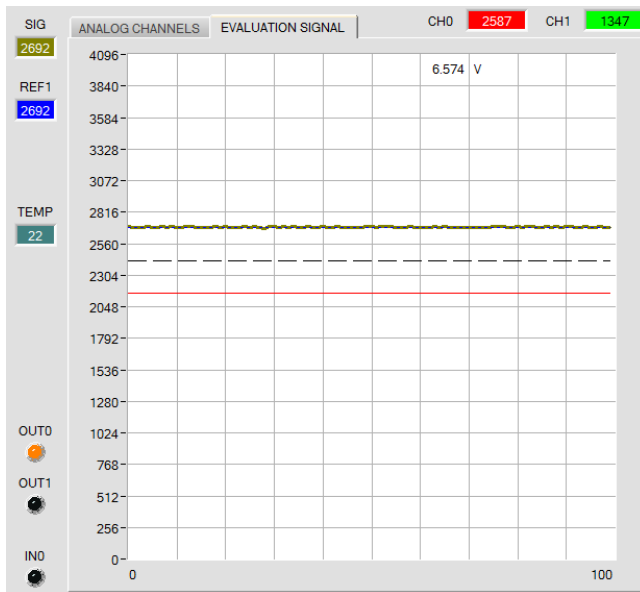 SIG
2692
REF1
2692
TEMP
22
OUT0
OUT1
IN0
ANALOG CHANNELS
EVALUATION SIGNAL
CH0 2587 CH1 1347
6.574 V
4096
3840
3584
3328
3072
2816
2560
2304
2048
1792
1536
1280
1024
768
512
256
0
0 100